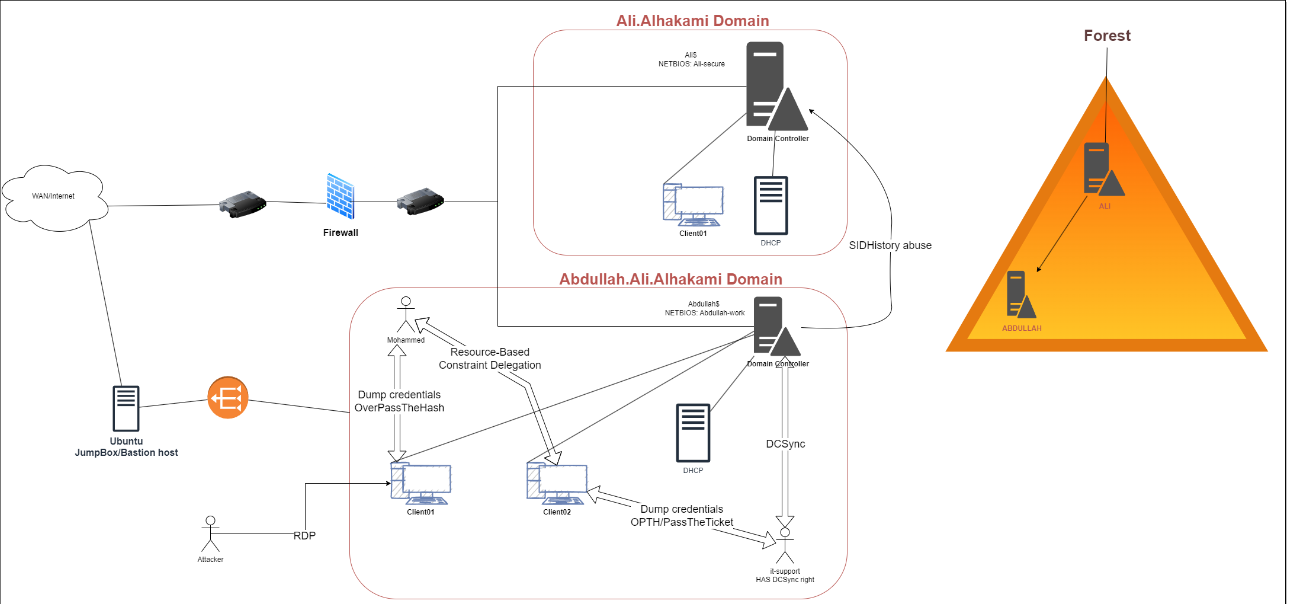 Ali.Alhakami Domain
Ali$
NETBIOS: Ali-secure
Domain Controller
Client01
DHCP
Forest
ALI
ABDULLAH
WAN/Internet
Firewall
SIDHistory abuse
Abdullah.Ali.Alhakami Domain
Abdullah$
NETBIOS: Abdullah-work
Domain Controller
Mohammed
Resource-Based
Constraint Delegation
Dump credentials
OverPassTheHash
Ubuntu
JumpBox/Bastion host
DHCP
DCSync
Client01
Client02
Dump credentials
OPTH/PassTheTicket
RDP
Attacker
it-support
HAS DCSync right